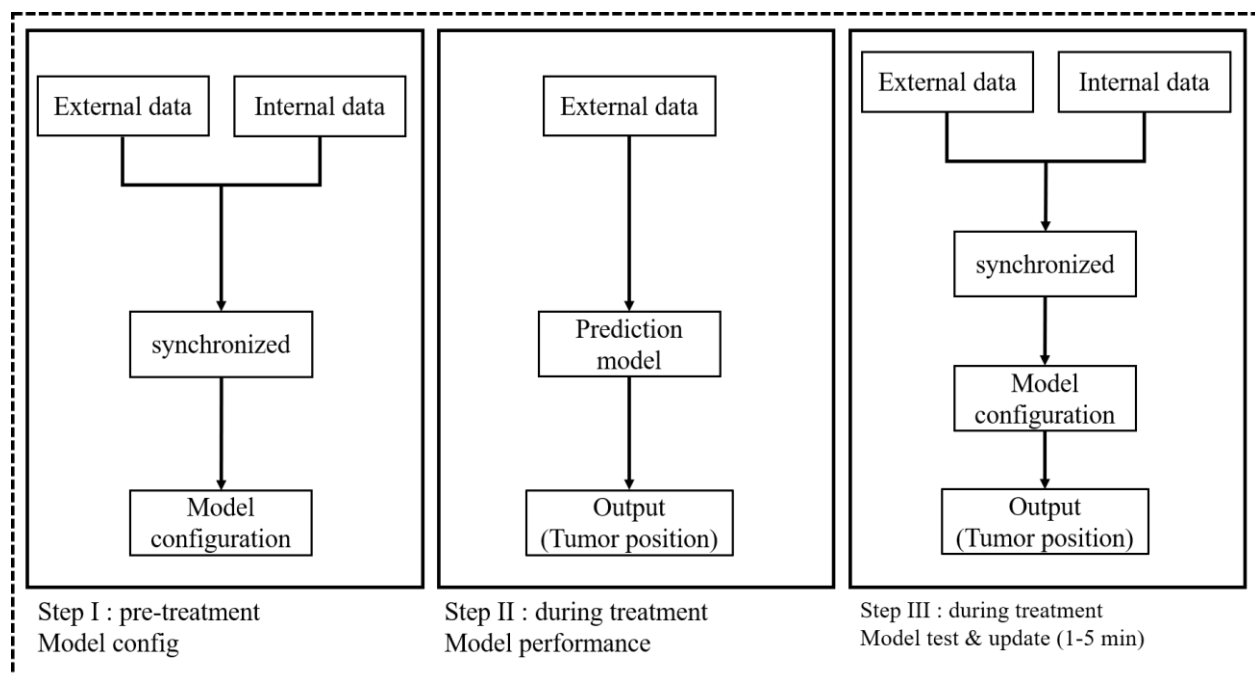 External data
Internal data
synchronized
Model
configuration
Step I : pre-treatment
Model config
External data
Prediction
model
Output
(Tumor position)
Step II : during treatment
Model performance
External data
Internal data
synchronized
Model
configuration
Output
(Tumor position)
Step III : during treatment
Model test & update (1-5 min)